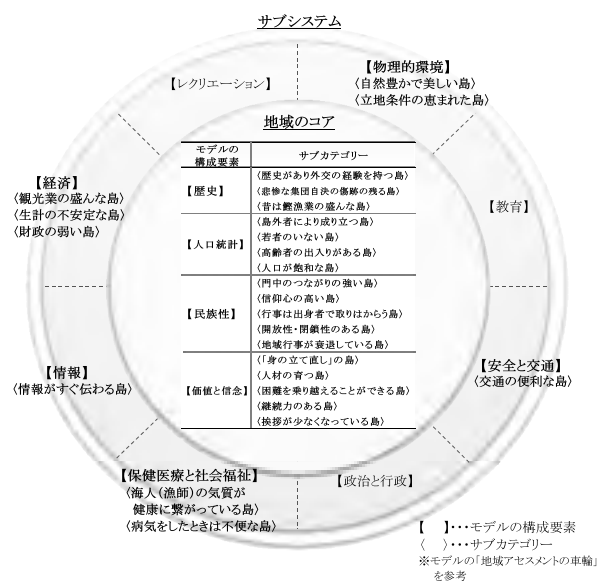 サブシステム
【レクリエーション】
【物理的環境】
〈自然豊かで美しい島〉
〈立地条件の恵まれた島〉
【経済】
〈観光業の盛んな島〉
〈生計の不安定な島〉
〈財政の弱い島〉
【教育】
【情報】
〈情報がすぐ伝わる島〉
【安全と交通】
〈交通の便利な島〉
【保健医療と社会福祉】
〈海人(漁師)の気質が
健康に繋がっている島〉
〈病気をしたときは不便な島〉
【政治と行政】
地域のコア
モデルの
構成要素
サブカテゴリー
【歴史】
〈歴史があり外交の経験を持つ島〉
〈悲惨な集団自決の傷跡の残る島〉
〈昔は鰹漁業の盛んな島〉
【人口統計】
〈島外者により成り立つ島〉
〈若者のいない島〉
〈高齢者の出入りがある島〉
〈人口が飽和な島〉
【民族性】
〈門中のつながりの強い島〉
〈信仰心の高い島〉
〈行事は出身者で取りはからう島〉
〈開放性・閉鎖性のある島〉
〈地域行事が衰退している島〉
【価値と信念】
〈「身の立て直し」の島〉
〈人材の育つ島〉
〈困難を乗り越えることができる島〉
〈継続力のある島〉
〈挨拶が少なくなっている島〉
【　】・・・モデルの構成要素
〈　〉・・・サブカテゴリー
※モデルの「地域アセスメントの車輪」
を参考